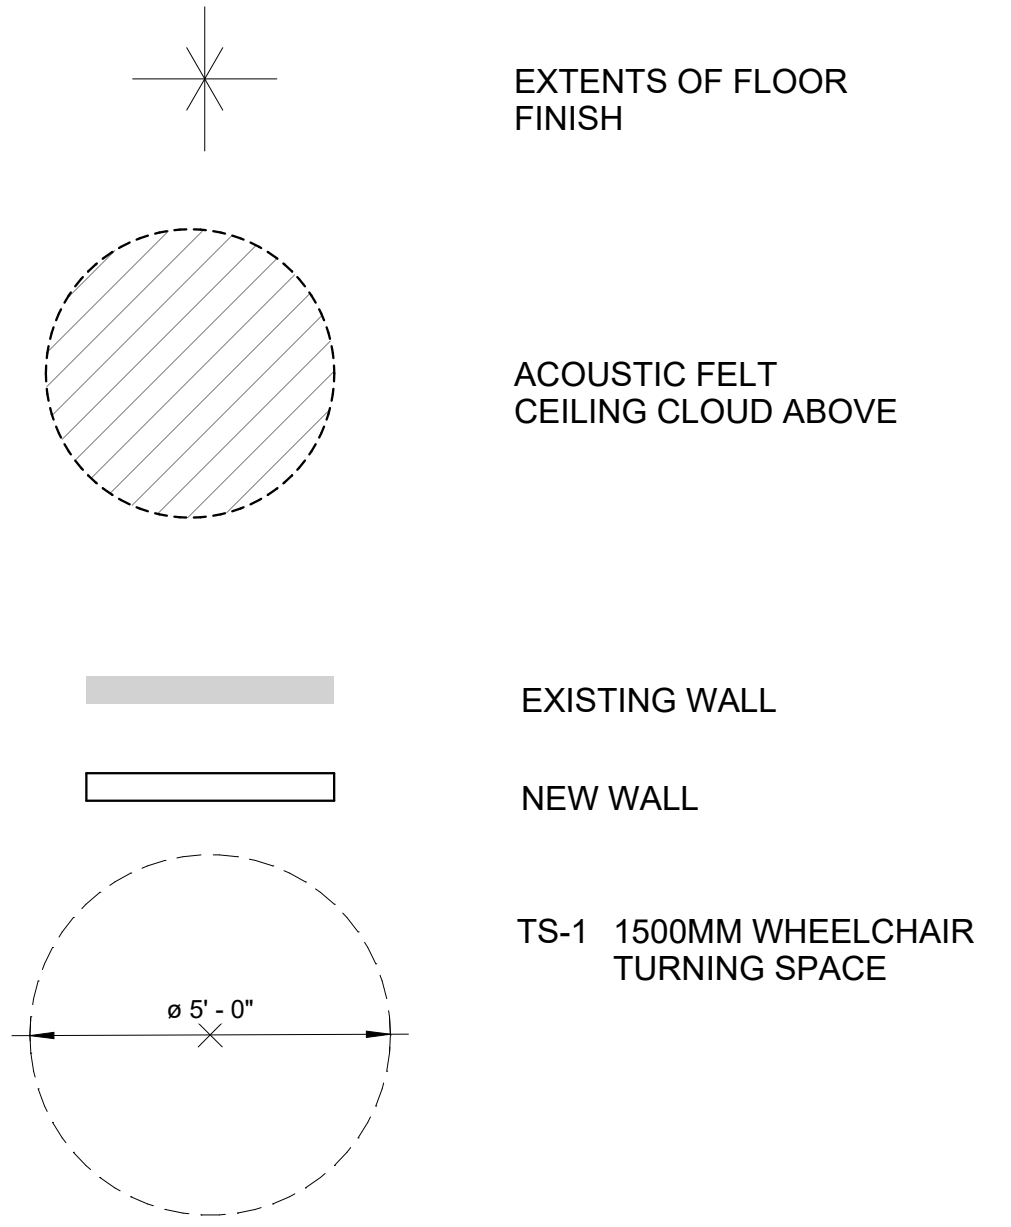 EXTENTS OF FLOOR
FINISH
ACOUSTIC FELT
CEILING CLOUD ABOVE
EXISTING WALL
NEW WALL
TS-1 1500MM WHEELCHAIR
TURNING SPACE
ø 5' - 0"